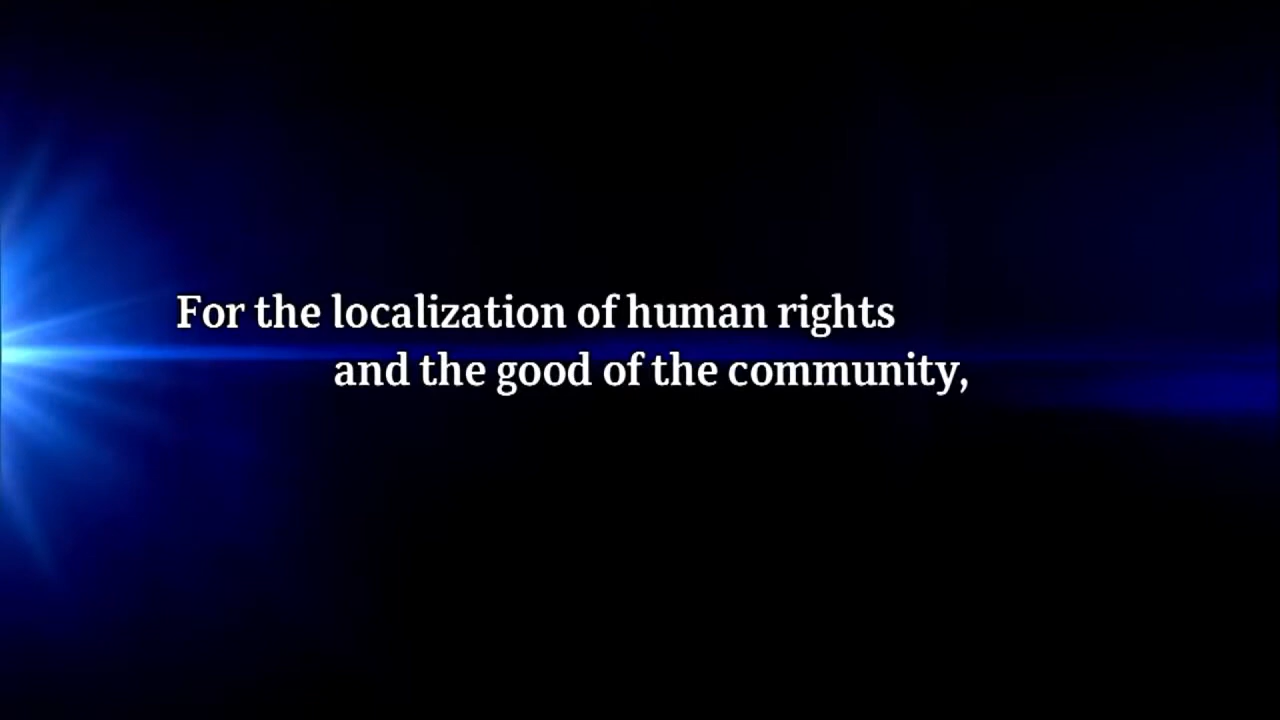 For the localization of human rights
and the good of the community,